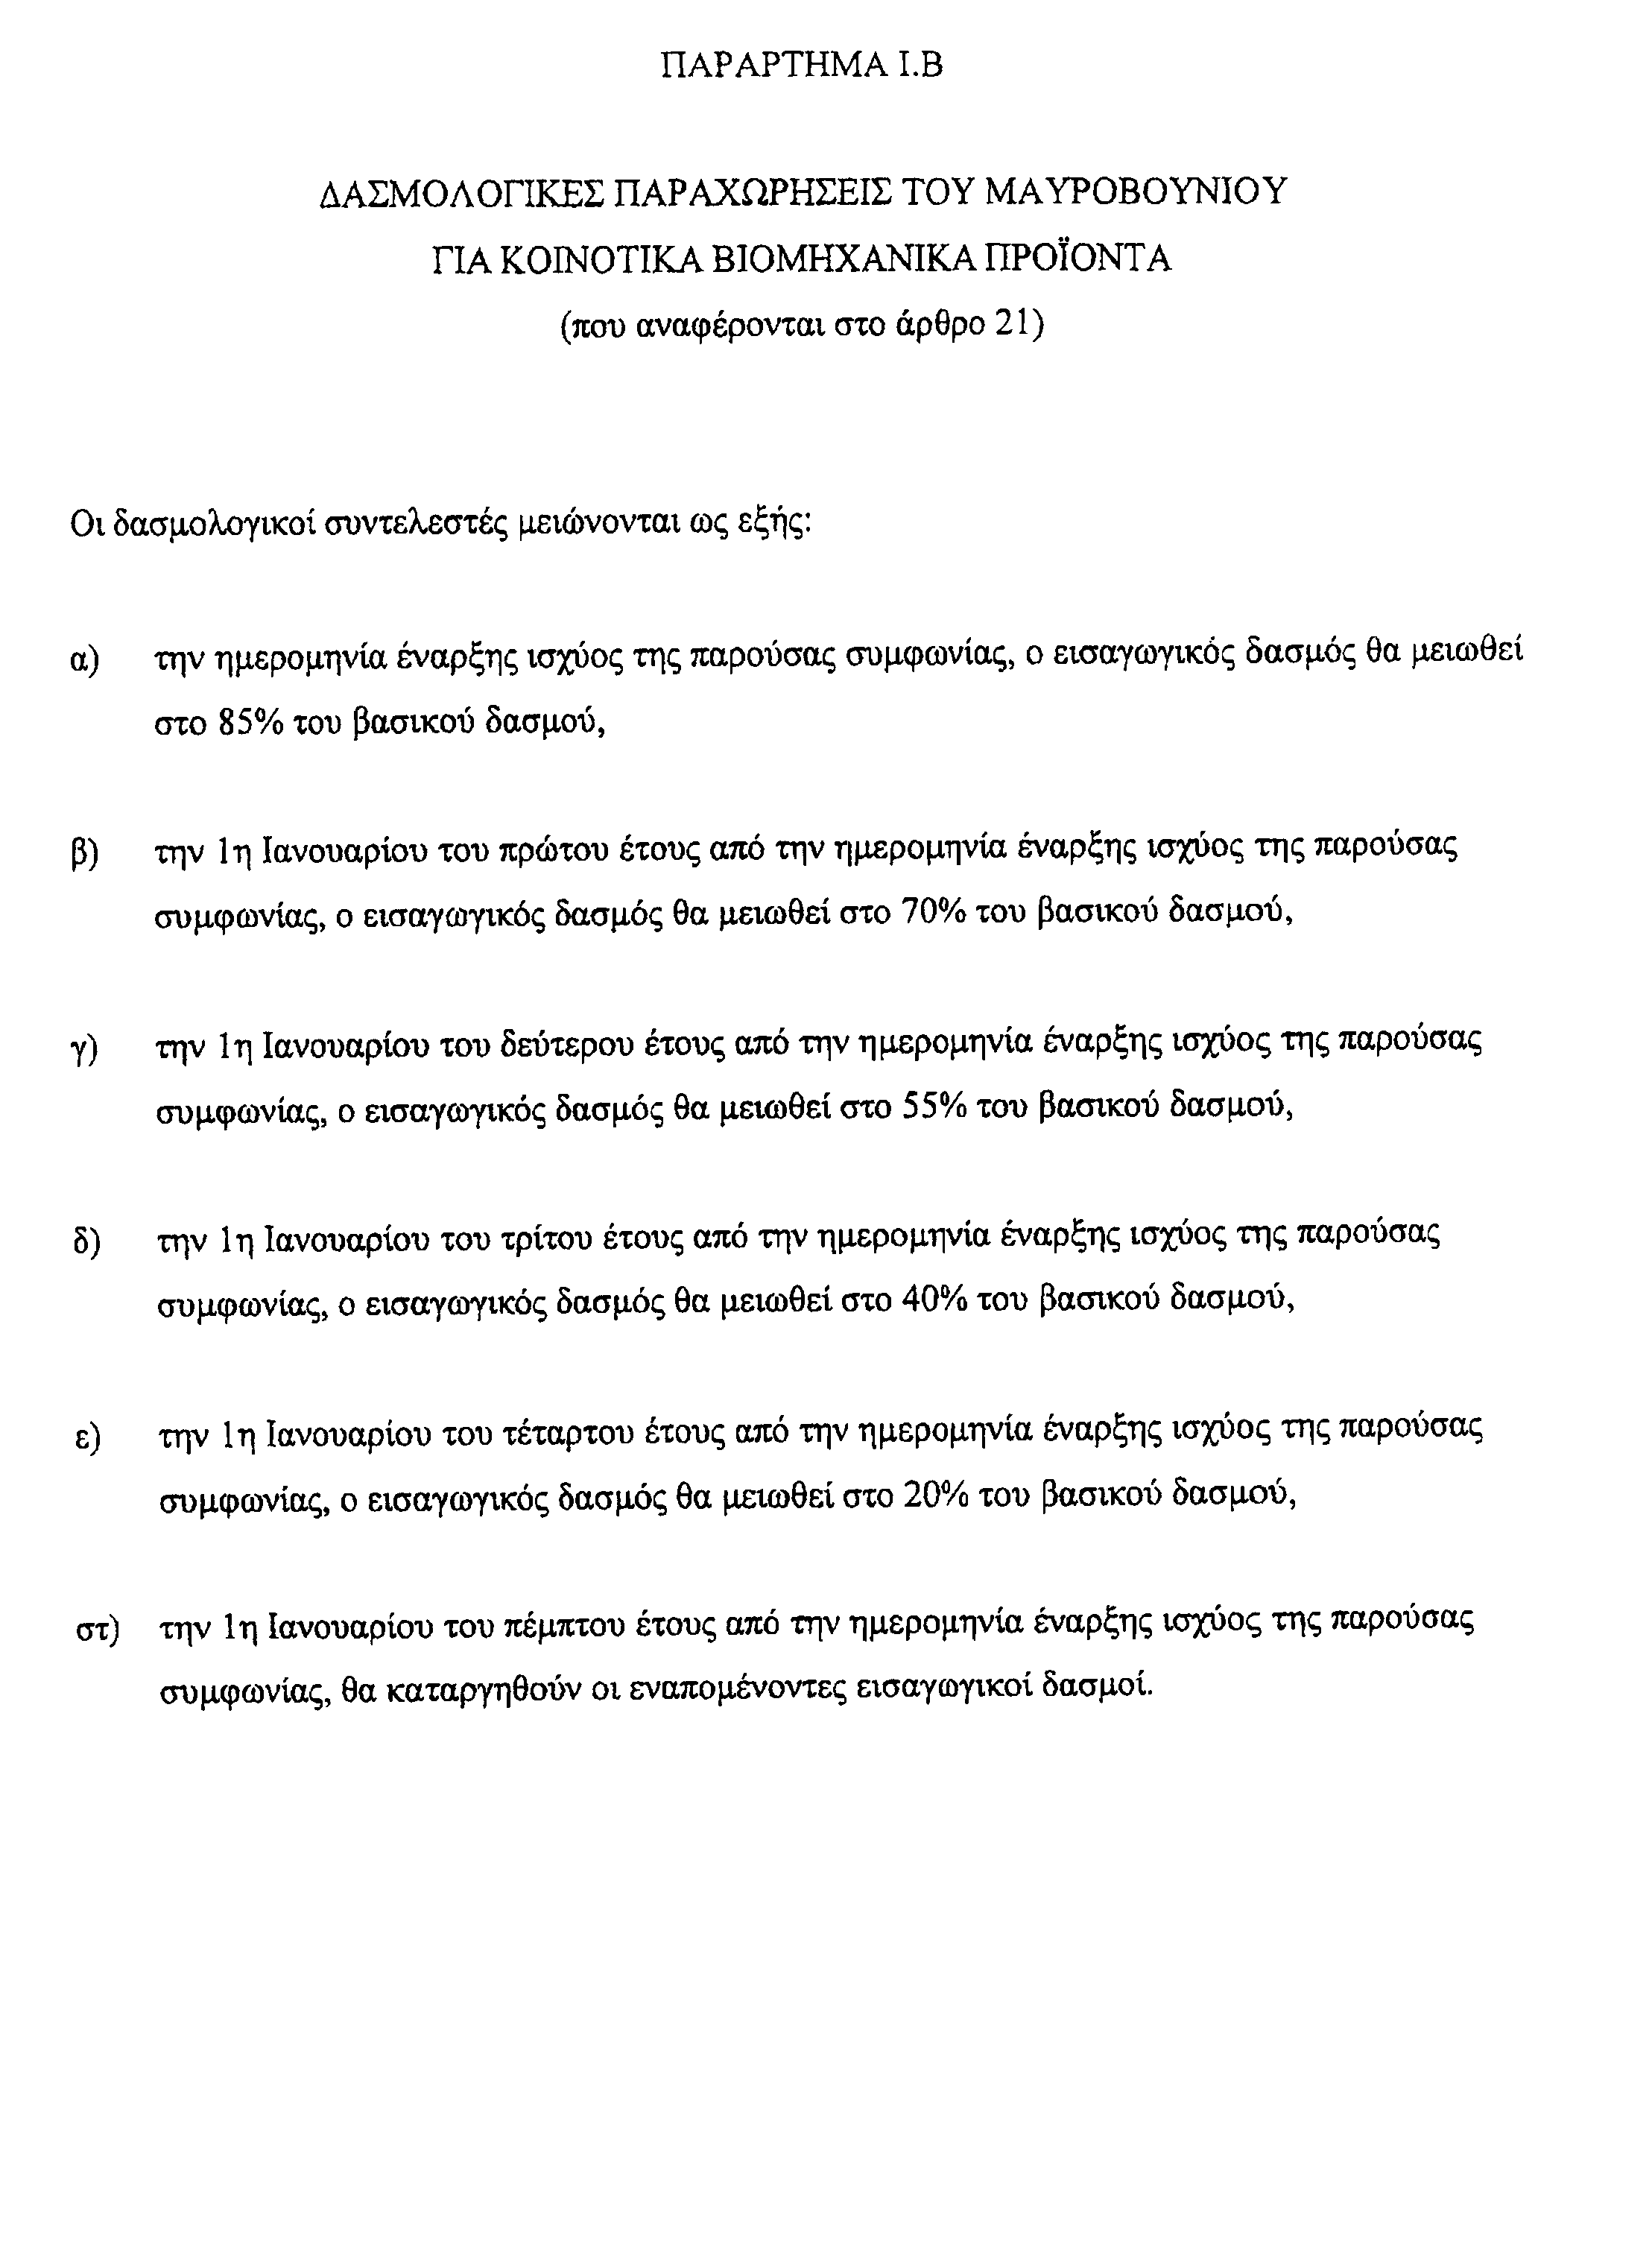 ΠΑΡΑΡΤΗΜΑ Ι.Β
ΔΑΣΜΟΛΟΓΙΚΕΣ ΠΑΡΑΧΩΡΗΣΕΙΣ ΤΟΥ ΜΑΥΡΟΒΟΥΝΙΟΥ
ΓΙΑ ΚΟΙΝΟΤΙΚΑ ΒΙΟΜΗΧΑΝΙΚΑ ΠΡΟΪΟΝΤΑ
(που αναφέρονται στο άρθρο 21)
Οι δασμολογικοί συντελεστές μειώνονται ως εξής:
α) την ημερομηνία έναρξης ισχύος της παρούσας συμφωνίας, ο εισαγωγικός δασμός θα μειωθεί
στο 85% του βασικού δασμού,
β) την 1η Ιανουαρίου του πρώτου έτους από την ημερομηνία έναρξης ισχύος της παρούσας
συμφωνίας, ο εισαγωγικός δασμός θα μειωθεί στο 70% του βασικού δασμού,
γ) την 1η Ιανουαρίου του δεύτερου έτους από την ημερομηνία έναρξης ισχύος της παρούσας
συμφωνίας, ο εισαγωγικός δασμός θα μειωθεί στο 55% του βασικού δασμού,
δ) την 1η Ιανουαρίου του τρίτου έτους από την ημερομηνία έναρξης ισχύος της παρούσας
συμφωνίας, ο εισαγωγικός δασμός θα μειωθεί στο 40% του βασικού δασμού,
ε) την 1η Ιανουαρίου του τέταρτου έτους από την ημερομηνία έναρξης ισχύος της παρούσας
συμφωνίας, ο εισαγωγικός δασμός θα μειωθεί στο 20% του βασικού δασμού,
στ) την 1η Ιανουαρίου του πέμπτου έτους από την ημερομηνία έναρξης ισχύος της παρούσας
συμφωνίας, θα καταργηθούν οι εναπομένοντες εισαγωγικοί δασμοί.